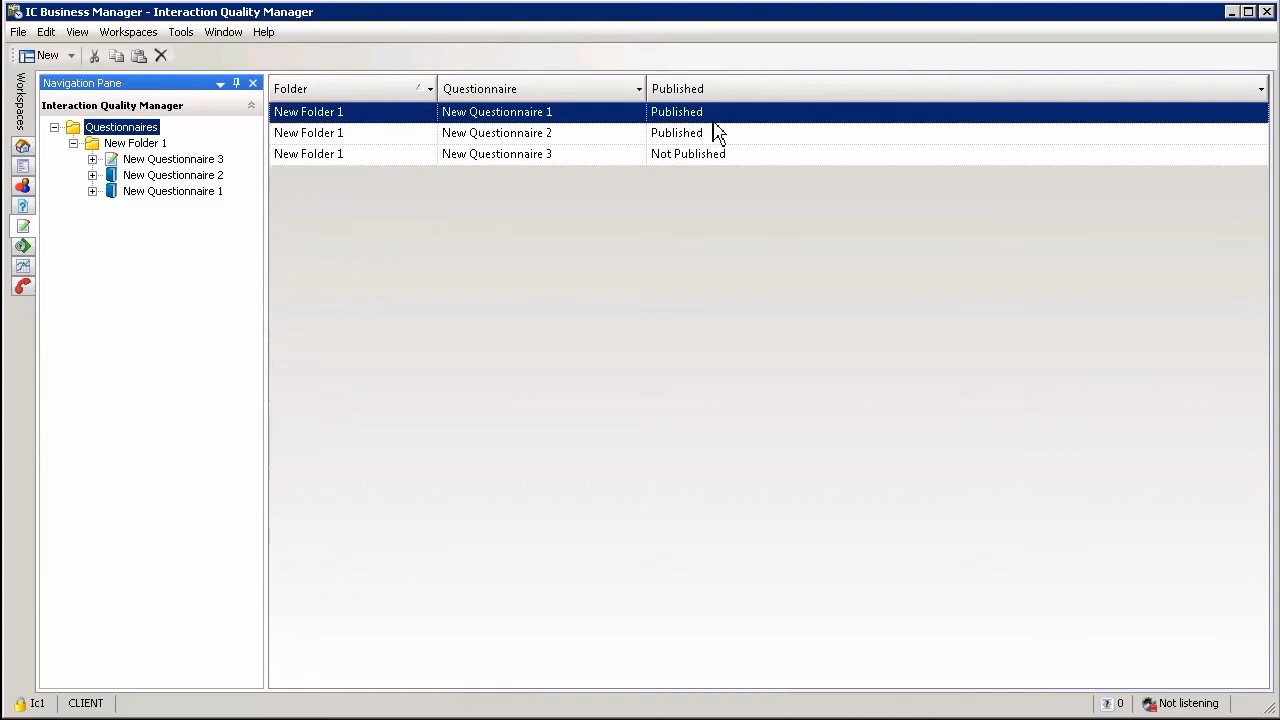 IC Business Manager - Interaction Quality Manager
File Edit View Workspaces Tools Window Help
New
Workspaces
Navigation Pane
Interaction Quality Manager
Questionnaires
New Folder 1
New Questionnaire 3
New Questionnaire 2
New Questionnaire 1
Folder Questionnaire Published
New Folder 1 New Questionnaire 1 Published
New Folder 1 New Questionnaire 2 Published
New Folder 1 New Questionnaire 3 Not Published
Ic1 CLIENT 0 Not listening